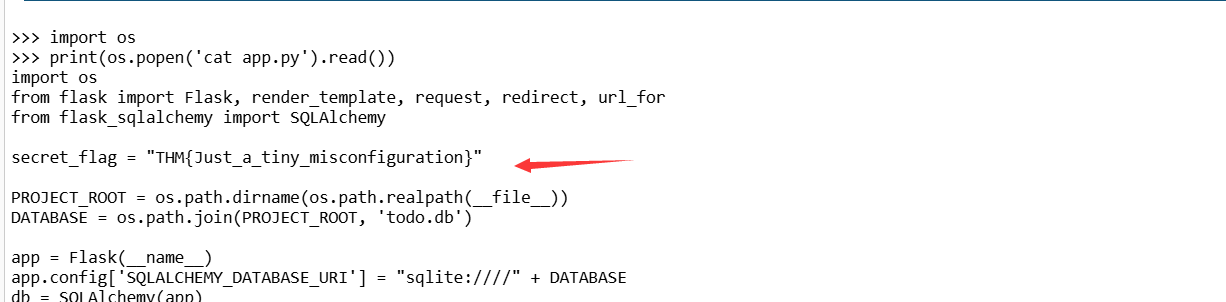 >>> import os
>>> print(os.popen('cat app.py').read())
import os
from flask import Flask, render_template, request, redirect, url_for
from flask_sqlalchemy import SQLAlchemy
secret_flag = "THM{Just_a_tiny_misconfiguration}"
PROJECT_ROOT = os.path.dirname(os.path.realpath(__file__))
DATABASE = os.path.join(PROJECT_ROOT, 'todo.db')
app = Flask(__name__)
app.config['SQLALCHEMY_DATABASE_URI'] = "sqlite:////" + DATABASE
db = SQLAlchemy(app)